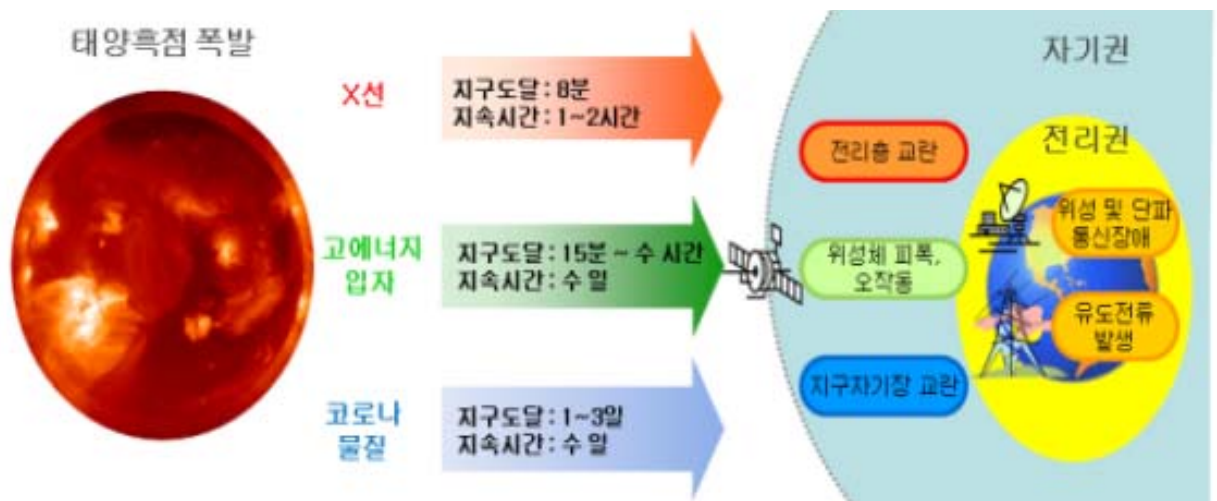 태양흑점 폭발
X선
지구도달 : 8분
지속시간 : 1~2시간
고에너지
입자
지구도달 : 15분 ~ 수 시간
지속시간 : 수 일
코로나
물질
지구도달 : 1~3일
지속시간 : 수 일
자기권
전리권
전리층 교란
위성체 피폭,
오작동
지구자기장 교란
위성 및 단파
통신장애
유도전류
발생